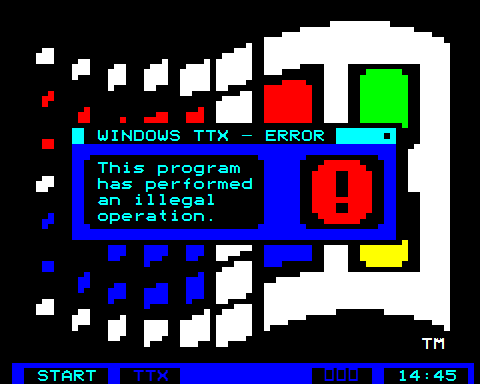 WINDOWS TTX - ERROR
This program
has performed
an illegal
operation.
TM
START TTX 14:45